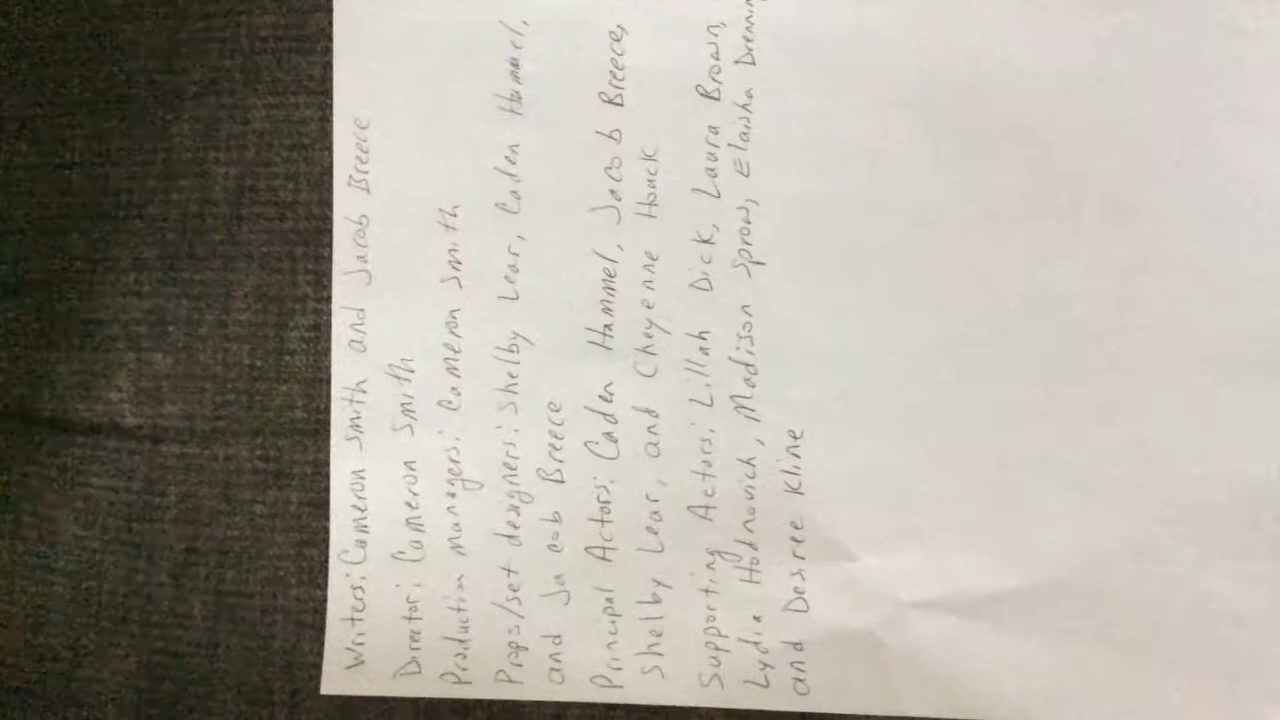 Writers: Cameron Smith and Jacob Breece
Director: Cameron Smith
Production managers: Cameron Smith
Props/set designers: Shelby Lear, Caden Hammel,
and Jacob Breece
Principal Actors: Caden Hammel, Jacob Breece,
Shelby Lear, and Cheyenne Houck
Supporting Actors: Lillah Dick, Laura Brown,
Lydia Hodnovich, Madison Sprow, Elaisha
and Desiree Kline